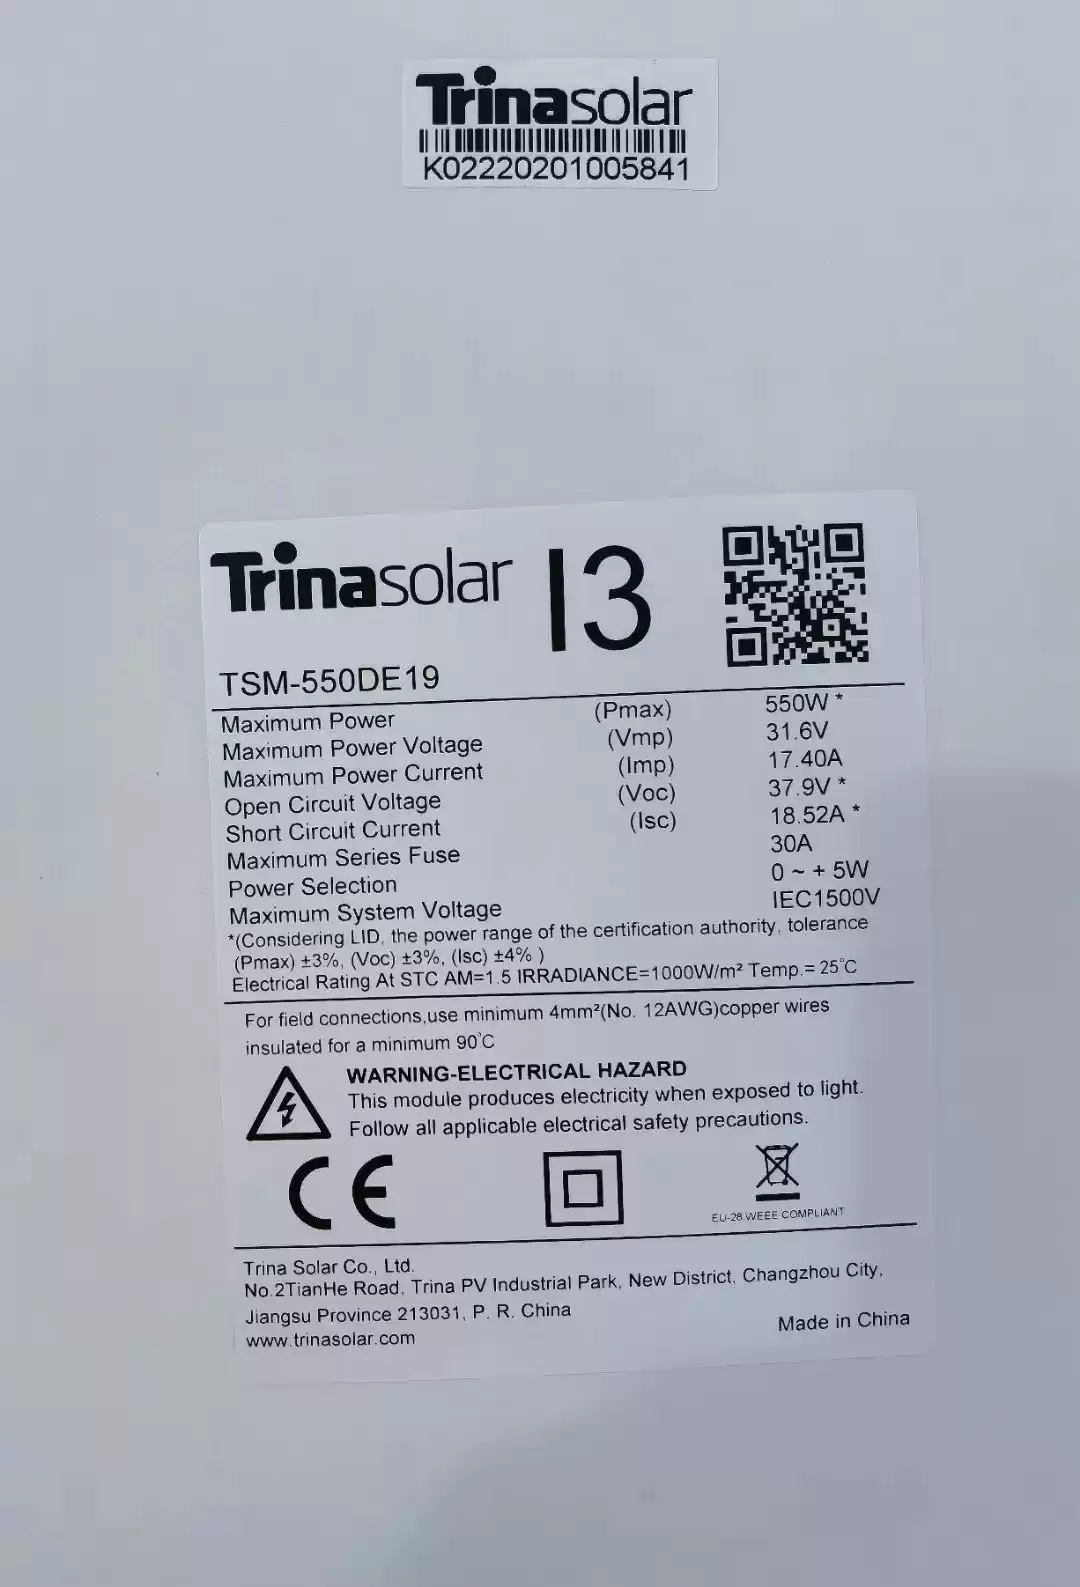 Trinasolar
K02220201005841
Trinasolar I3
TSM-550DE19
Maximum Power (Pmax) 550W *
Maximum Power Voltage (Vmp) 31.6V
Maximum Power Current (Imp) 17.40A
Open Circuit Voltage (Voc) 37.9V *
Short Circuit Current (Isc) 18.52A *
Maximum Series Fuse 30A
Power Selection 0 ~ + 5W
Maximum System Voltage IEC1500V
*(Considering LID, the power range of the certification authority, tolerance
(Pmax) ±3%, (Voc) ±3%, (Isc) ±4% )
Electrical Rating At STC AM=1.5 IRRADIANCE=1000W/m² Temp.= 25°C
For field connections,use minimum 4mm²(No. 12AWG)copper wires
insulated for a minimum 90°C
WARNING-ELECTRICAL HAZARD
This module produces electricity when exposed to light.
Follow all applicable electrical safety precautions.
CE
EU-28 WEEE COMPLIANT
Trina Solar Co., Ltd.
No.2TianHe Road, Trina PV Industrial Park, New District, Changzhou City,
Jiangsu Province 213031, P. R. China
www.trinasolar.com
Made in China